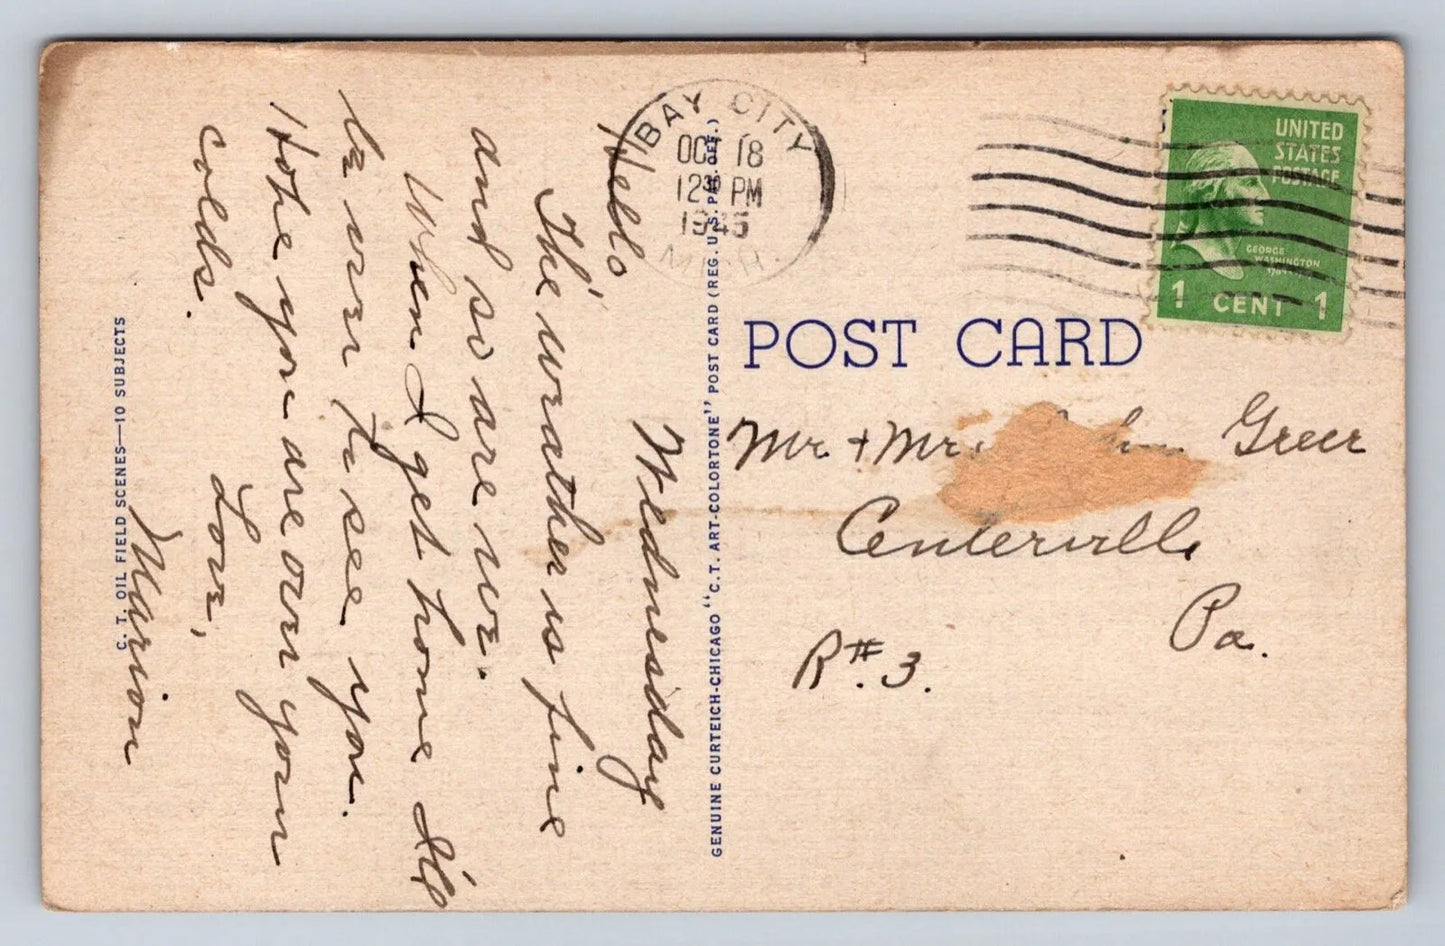 Wednesday
Hello,
The weather is fine
and so are we.
When I get home I'll
be over to see you.
Hope you are over your
colds.
Love,
Marion
C. T. OIL FIELD SCENES—10 SUBJECTS
GENUINE CURTEICH-CHICAGO "C.T. ART-COLORTONE" POST CARD (REG. U.S. PAT. OFF.)
BAY CITY
OCT 18
12 30 PM
1945
MICH.
UNITED
STATES
POSTAGE
GEORGE
WASHINGTON
1789
1 CENT 1
POST CARD
Mr + Mrs Greer
Centerville
Pa.
R#. 3.